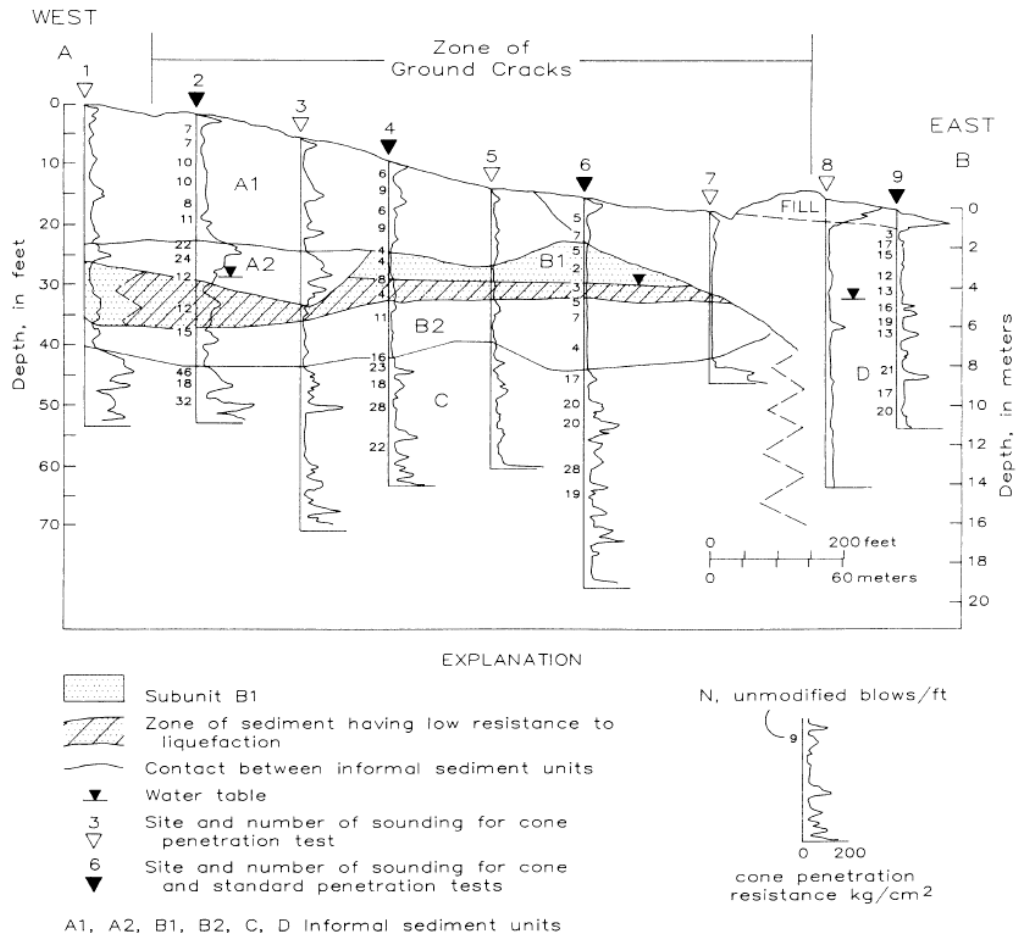 WEST
A
Zone of
Ground Cracks
EAST
B
1
2
3
4
5
6
7
8
9
Depth, in feet
0
10
20
30
40
50
60
70
7
7
10
10
8
11
22
24
12
12
15
46
18
32
6
9
6
9
4
4
8
4
11
16
23
18
28
22
5
7
5
2
3
5
7
4
17
20
20
28
19
3
17
15
12
13
16
19
13
21
17
20
A1
A2
B1
B2
C
D
FILL
0
2
4
6
8
10
12
14
16
18
20
Depth, in meters
0 200 feet
0 60 meters
EXPLANATION
Subunit B1
Zone of sediment having low resistance to
liquefaction
Contact between informal sediment units
Water table
3
Site and number of sounding for cone
penetration test
6
Site and number of sounding for cone
and standard penetration tests
A1, A2, B1, B2, C, D Informal sediment units
N, unmodified blows/ft
9
0 200
cone penetration
resistance kg/cm2